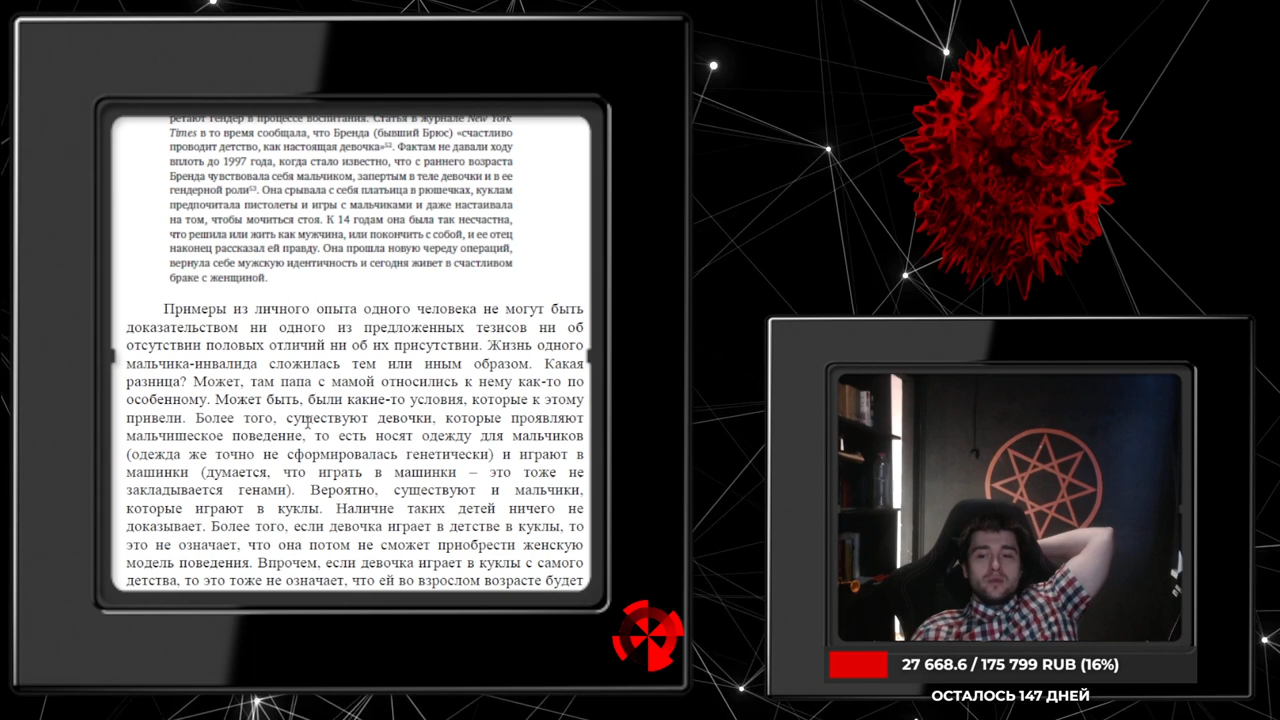 ретают гендер в процессе воспитания. Статья в журнале New York
Times в то время сообщала, что Бренда (бывший Брюс) «счастливо
проводит детство, как настоящая девочка»⁵². Фактам не давали ходу
вплоть до 1997 года, когда стало известно, что с раннего возраста
Бренда чувствовала себя мальчиком, запертым в теле девочки и в ее
гендерной роли⁵³. Она срывала с себя платьица в рюшечках, куклам
предпочитала пистолеты и игры с мальчиками и даже настаивала
на том, чтобы мочиться стоя. К 14 годам она была так несчастна,
что решила или жить как мужчина, или покончить с собой, и ее отец
наконец рассказал ей правду. Она прошла новую череду операций,
вернула себе мужскую идентичность и сегодня живет в счастливом
браке с женщиной.
Примеры из личного опыта одного человека не могут быть
доказательством ни одного из предложенных тезисов ни об
отсутствии половых отличий ни об их присутствии. Жизнь одного
мальчика-инвалида сложилась тем или иным образом. Какая
разница? Может, там папа с мамой относились к нему как-то по
особенному. Может быть, были какие-то условия, которые к этому
привели. Более того, существуют девочки, которые проявляют
мальчишеское поведение, то есть носят одежду для мальчиков
(одежда же точно не сформировалась генетически) и играют в
машинки (думается, что играть в машинки – это тоже не
закладывается генами). Вероятно, существуют и мальчики,
которые играют в куклы. Наличие таких детей ничего не
доказывает. Более того, если девочка играет в детстве в куклы, то
это не означает, что она потом не сможет приобрести женскую
модель поведения. Впрочем, если девочка играет в куклы с самого
детства, то это тоже не означает, что ей во взрослом возрасте будет
27 668.6 / 175 799 RUB (16%)
ОСТАЛОСЬ 147 ДНЕЙ